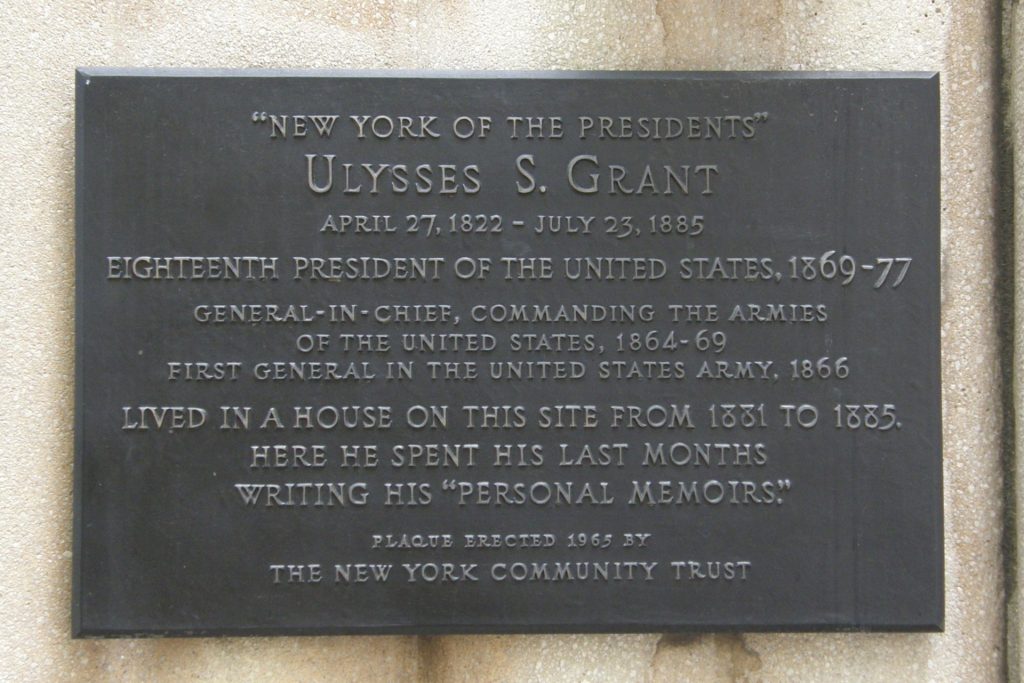 "NEW YORK OF THE PRESIDENTS"
ULYSSES S. GRANT
APRIL 27, 1822 - JULY 23, 1885
EIGHTEENTH PRESIDENT OF THE UNITED STATES, 1869-77
GENERAL-IN-CHIEF, COMMANDING THE ARMIES
OF THE UNITED STATES, 1864-69
FIRST GENERAL IN THE UNITED STATES ARMY, 1866
LIVED IN A HOUSE ON THIS SITE FROM 1881 TO 1885.
HERE HE SPENT HIS LAST MONTHS
WRITING HIS "PERSONAL MEMOIRS."
PLAQUE ERECTED 1965 BY
THE NEW YORK COMMUNITY TRUST